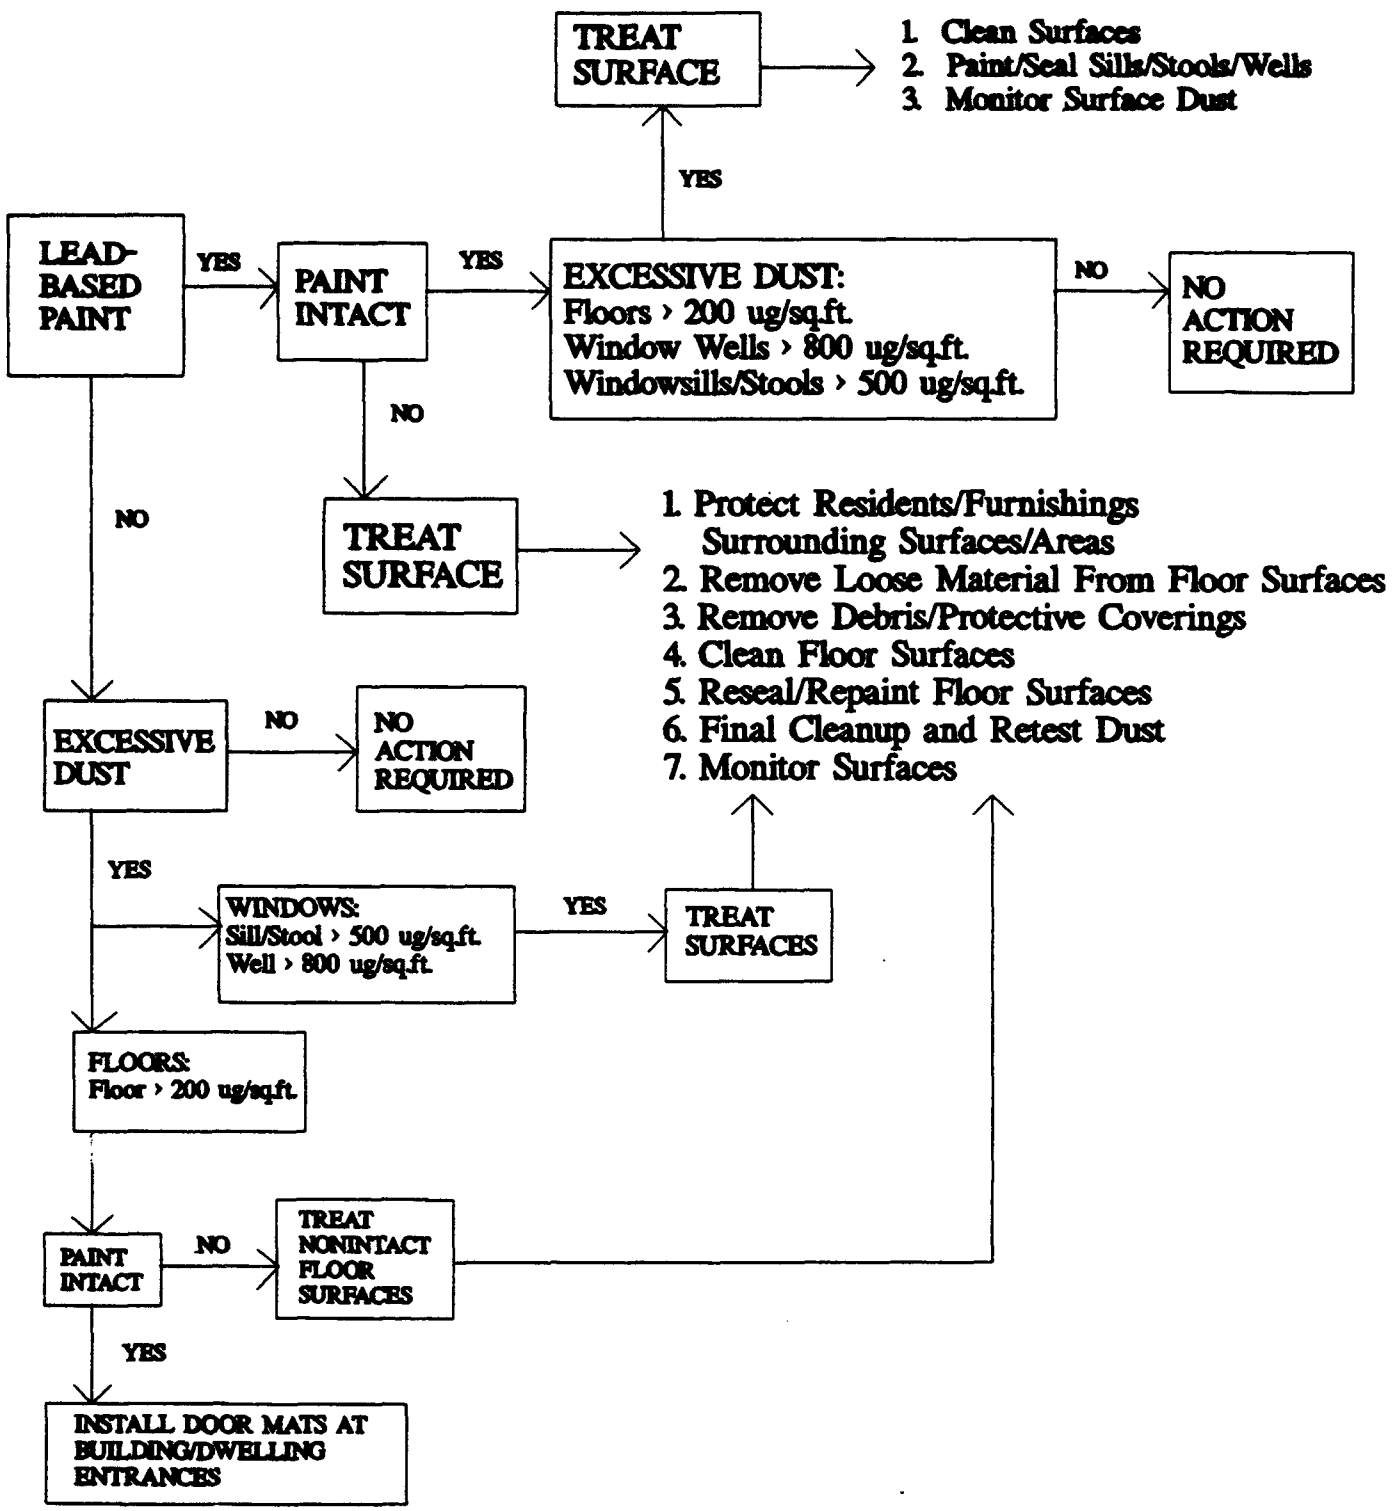 TREAT
SURFACE
1. Clean Surfaces
2. Paint/Seal Sills/Stools/Wells
3. Monitor Surface Dust
YES
LEAD-
BASED
PAINT
YES
PAINT
INTACT
YES
EXCESSIVE DUST:
Floors > 200 ug/sq.ft.
Window Wells > 800 ug/sq.ft.
Windowsills/Stools > 500 ug/sq.ft.
NO
NO
ACTION
REQUIRED
NO
NO
TREAT
SURFACE
1. Protect Residents/Furnishings
Surrounding Surfaces/Areas
2. Remove Loose Material From Floor Surfaces
3. Remove Debris/Protective Coverings
4. Clean Floor Surfaces
5. Reseal/Repaint Floor Surfaces
6. Final Cleanup and Retest Dust
7. Monitor Surfaces
EXCESSIVE
DUST
NO
NO
ACTION
REQUIRED
YES
WINDOWS:
Sill/Stool > 500 ug/sq.ft.
Well > 800 ug/sq.ft.
YES
TREAT
SURFACES
FLOORS:
Floor > 200 ug/sq.ft.
PAINT
INTACT
NO
TREAT
NONINTACT
FLOOR
SURFACES
YES
INSTALL DOOR MATS AT
BUILDING/DWELLING
ENTRANCES